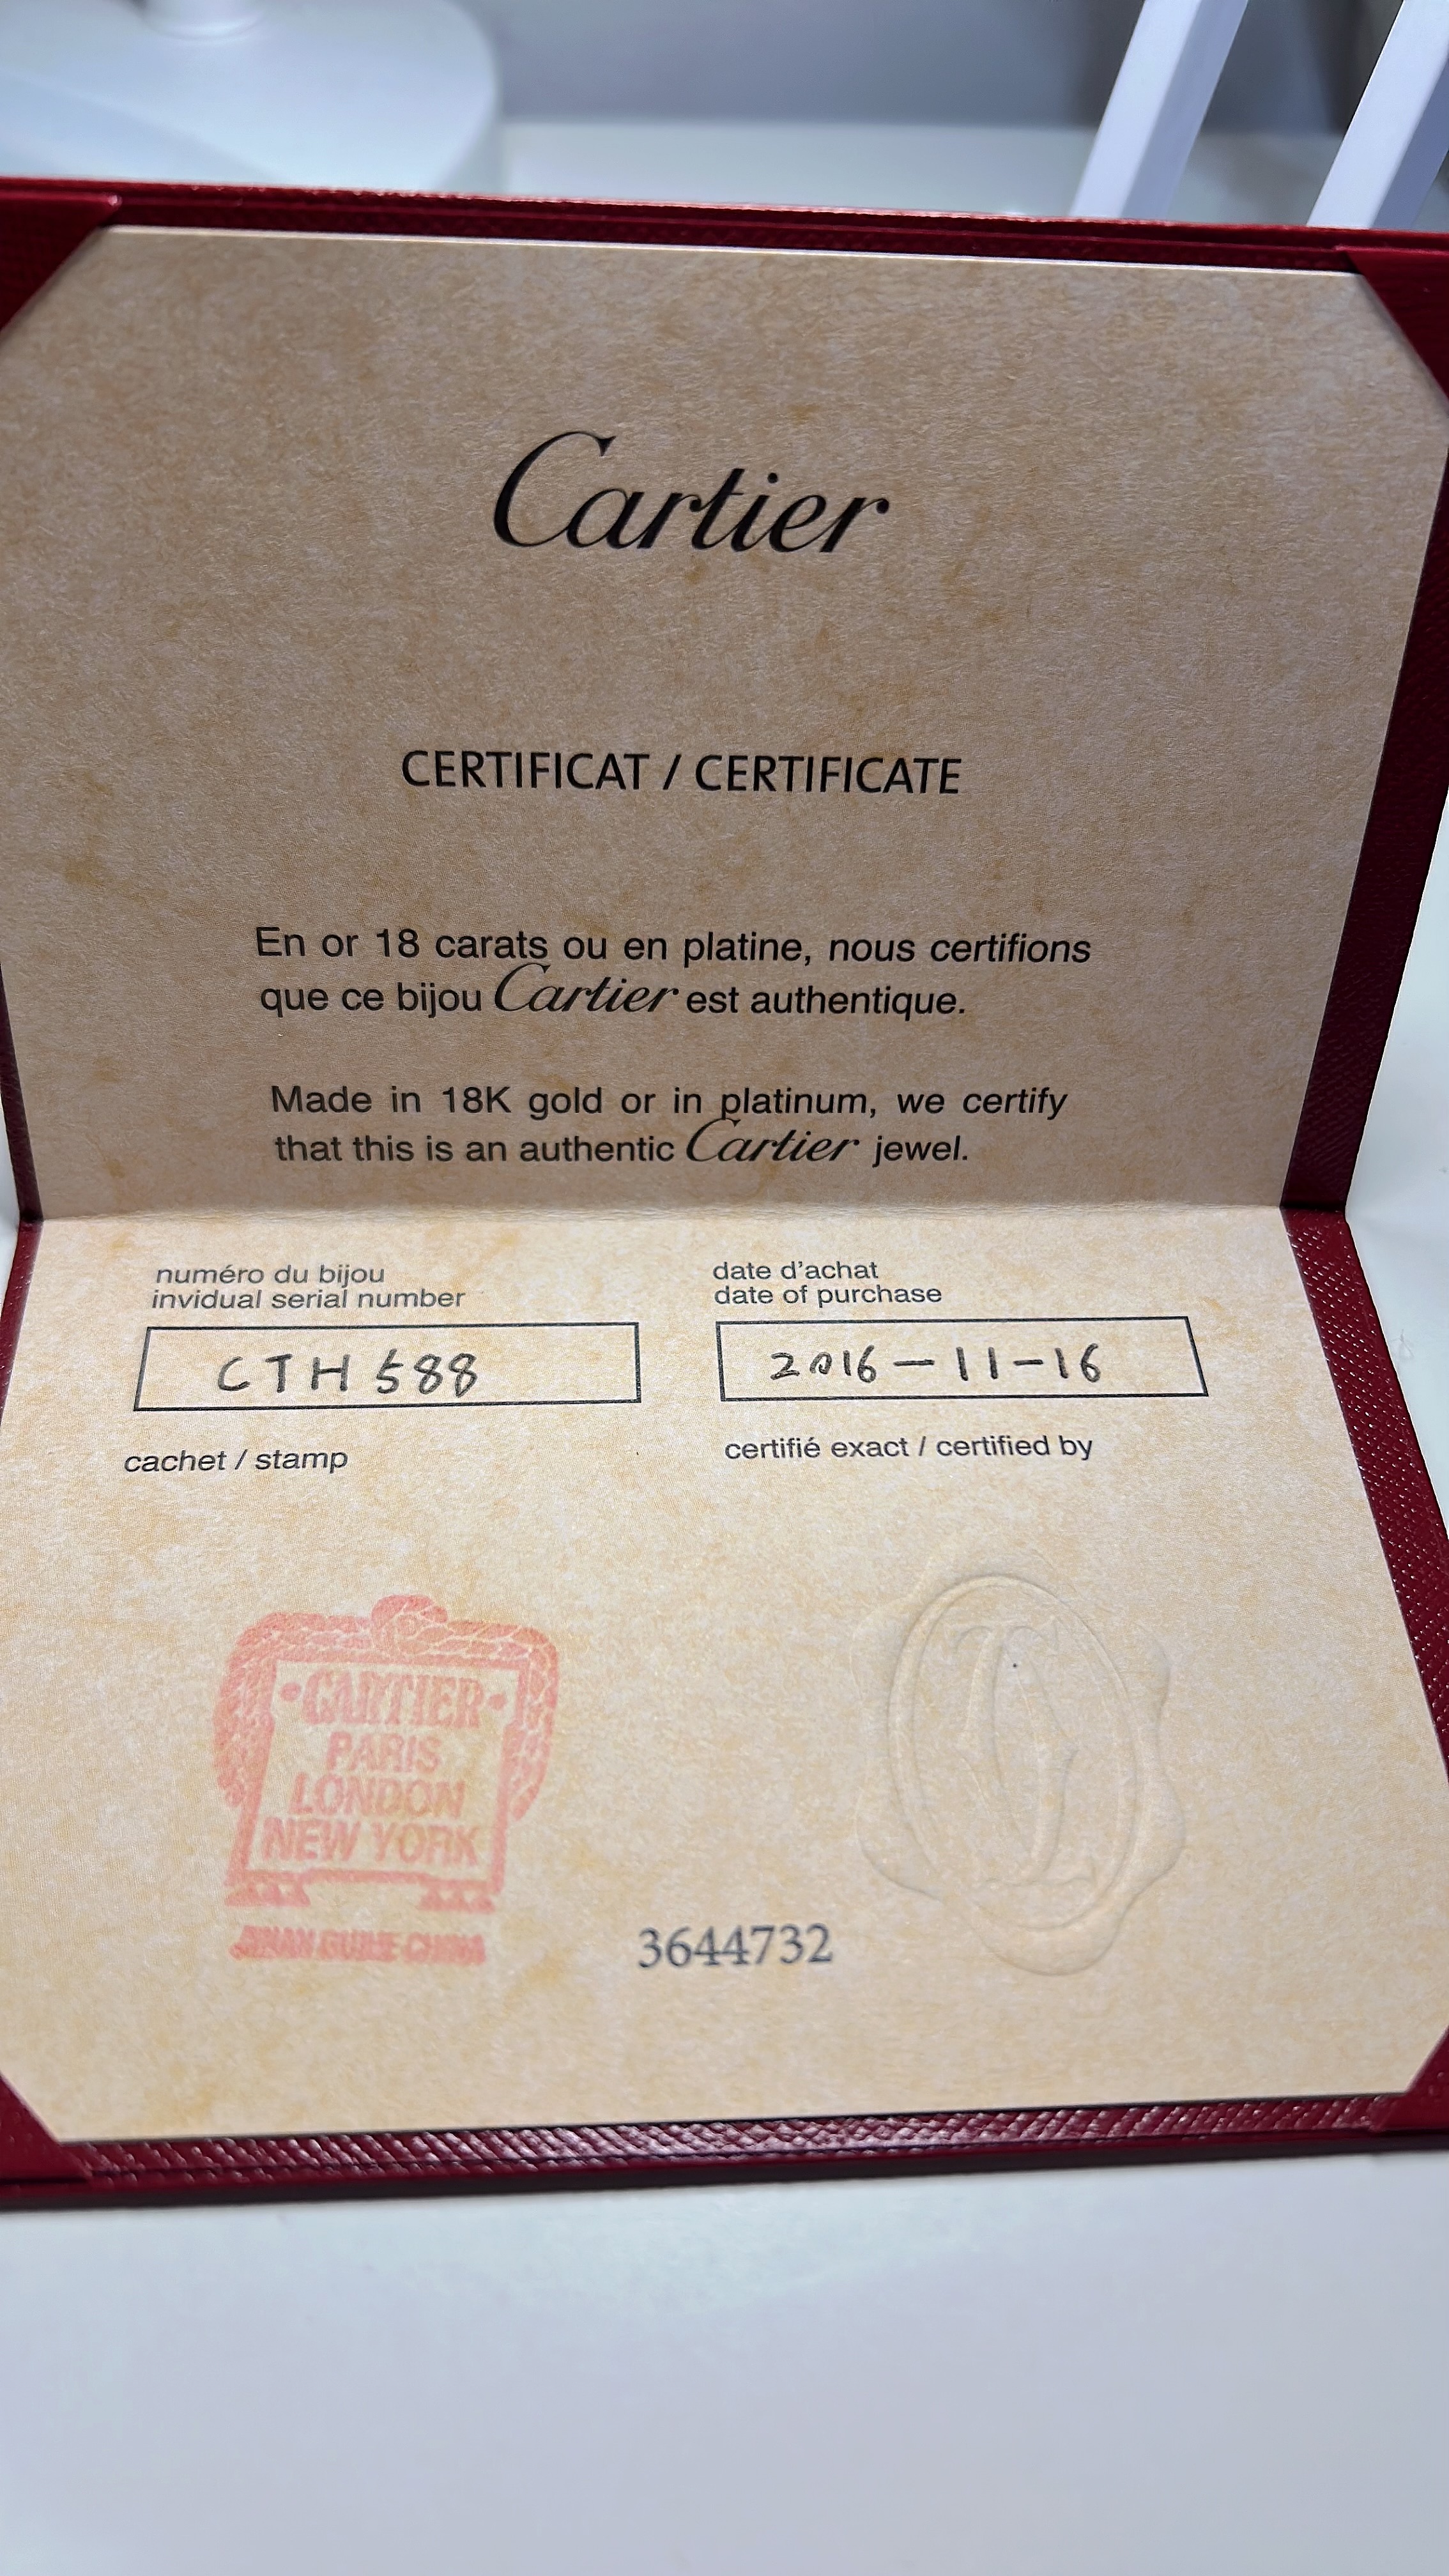 Cartier
CERTIFICAT / CERTIFICATE
En or 18 carats ou en platine, nous certifions
que ce bijou Cartier est authentique.
Made in 18K gold or in platinum, we certify
that this is an authentic Cartier jewel.
numéro du bijou
invidual serial number
CTH 588
date d'achat
date of purchase
2016-11-16
cachet / stamp
certifié exact / certified by
·CARTIER·
PARIS
LONDON
NEW YORK
CHINA
3644732